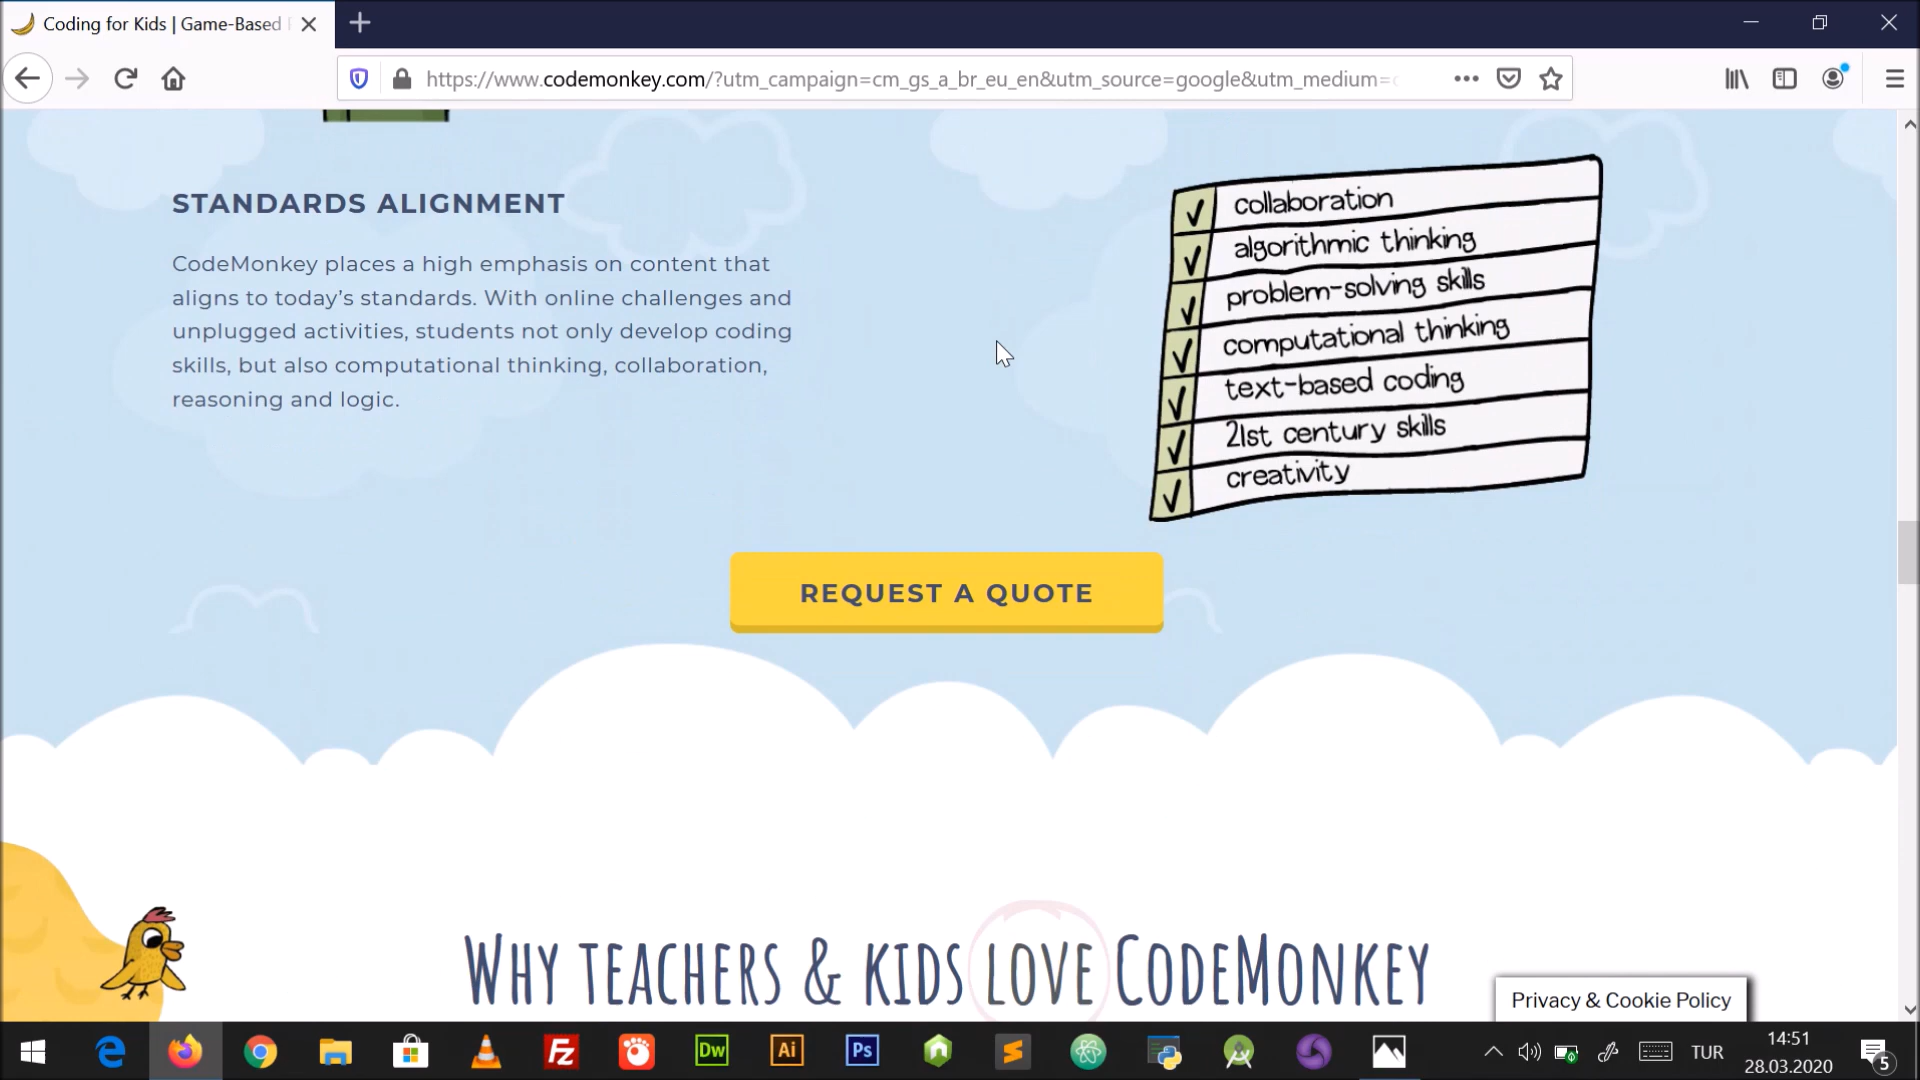 Coding for Kids | Game-Based
https://www.codemonkey.com/?utm_campaign=cm_gs_a_br_eu_en&utm_source=google&utm_medium=
STANDARDS ALIGNMENT
CodeMonkey places a high emphasis on content that
aligns to today's standards. With online challenges and
unplugged activities, students not only develop coding
skills, but also computational thinking, collaboration,
reasoning and logic.
collaboration
algorithmic thinking
problem-solving skills
computational thinking
text-based coding
21st century skills
creativity
REQUEST A QUOTE
WHY TEACHERS & KIDS LOVE CODEMONKEY
Privacy & Cookie Policy
Fz
Dw
Ai
Ps
TUR
14:51
28.03.2020
5